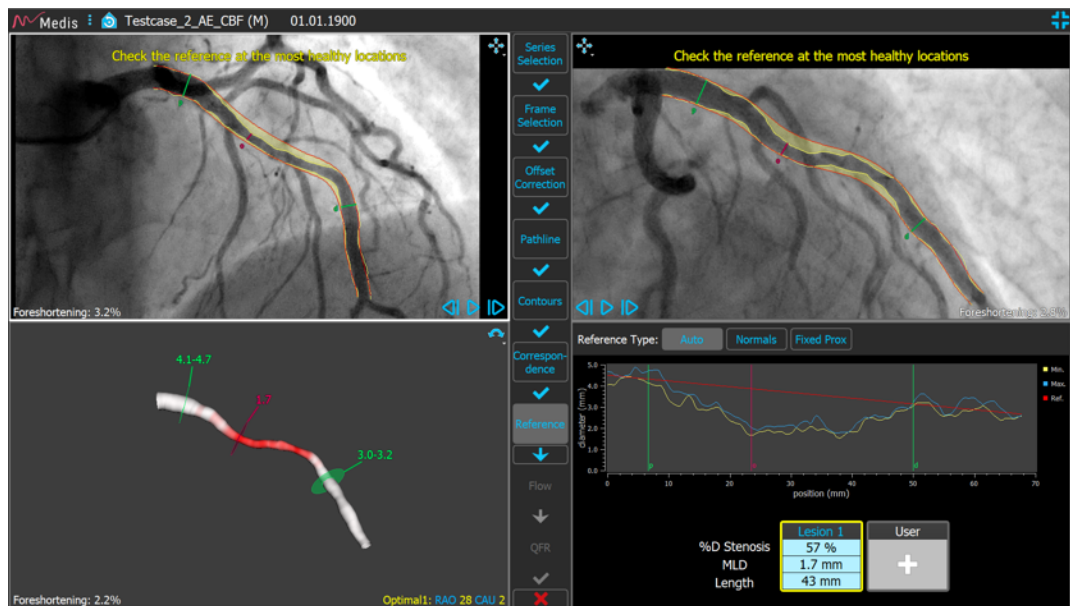 Medis Testcase_2_AE_CBF (M) 01.01.1900
Check the reference at the most healthy locations
Foreshortening: 3.2%
4.1-4.7
1.7
3.0-3.2
Foreshortening: 2.2%
Optimal1: RAO 28 CAU 2
Series
Selection
Frame
Selection
Offset
Correction
Pathline
Contours
Correspon-
dence
Reference
Flow
QFR
Check the reference at the most healthy locations
Foreshortening: 2.8%
Reference Type: Auto Normals Fixed Prox
diameter (mm)
5.0
4.0
3.0
2.0
1.0
0.0
p
o
d
0 10 20 30 40 50 60 70
position (mm)
Min.
Max.
Ref.
Lesion 1 User
%D Stenosis 57 %
MLD 1.7 mm
Length 43 mm